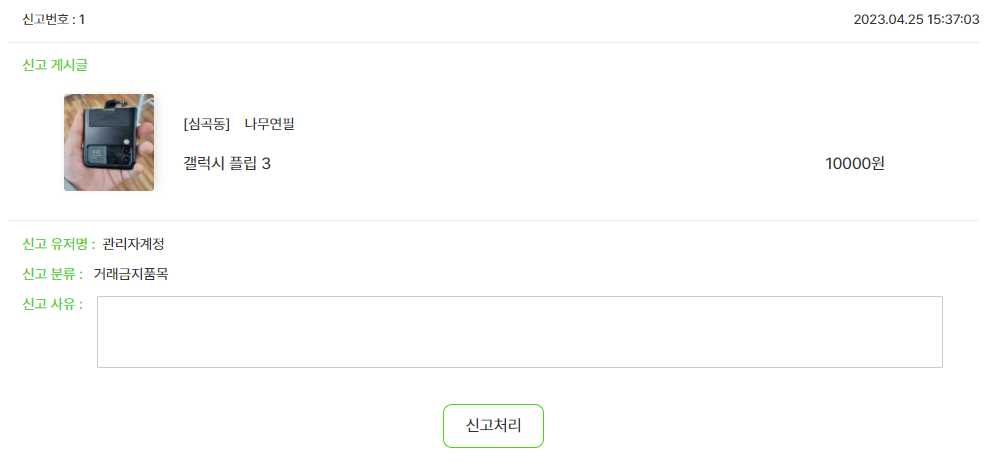 신고번호 : 1 2023.04.25 15:37:03
신고 게시글
[심곡동] 나무연필
갤럭시 플립 3 10000원
신고 유저명 : 관리자계정
신고 분류 : 거래금지품목
신고 사유 :
신고처리